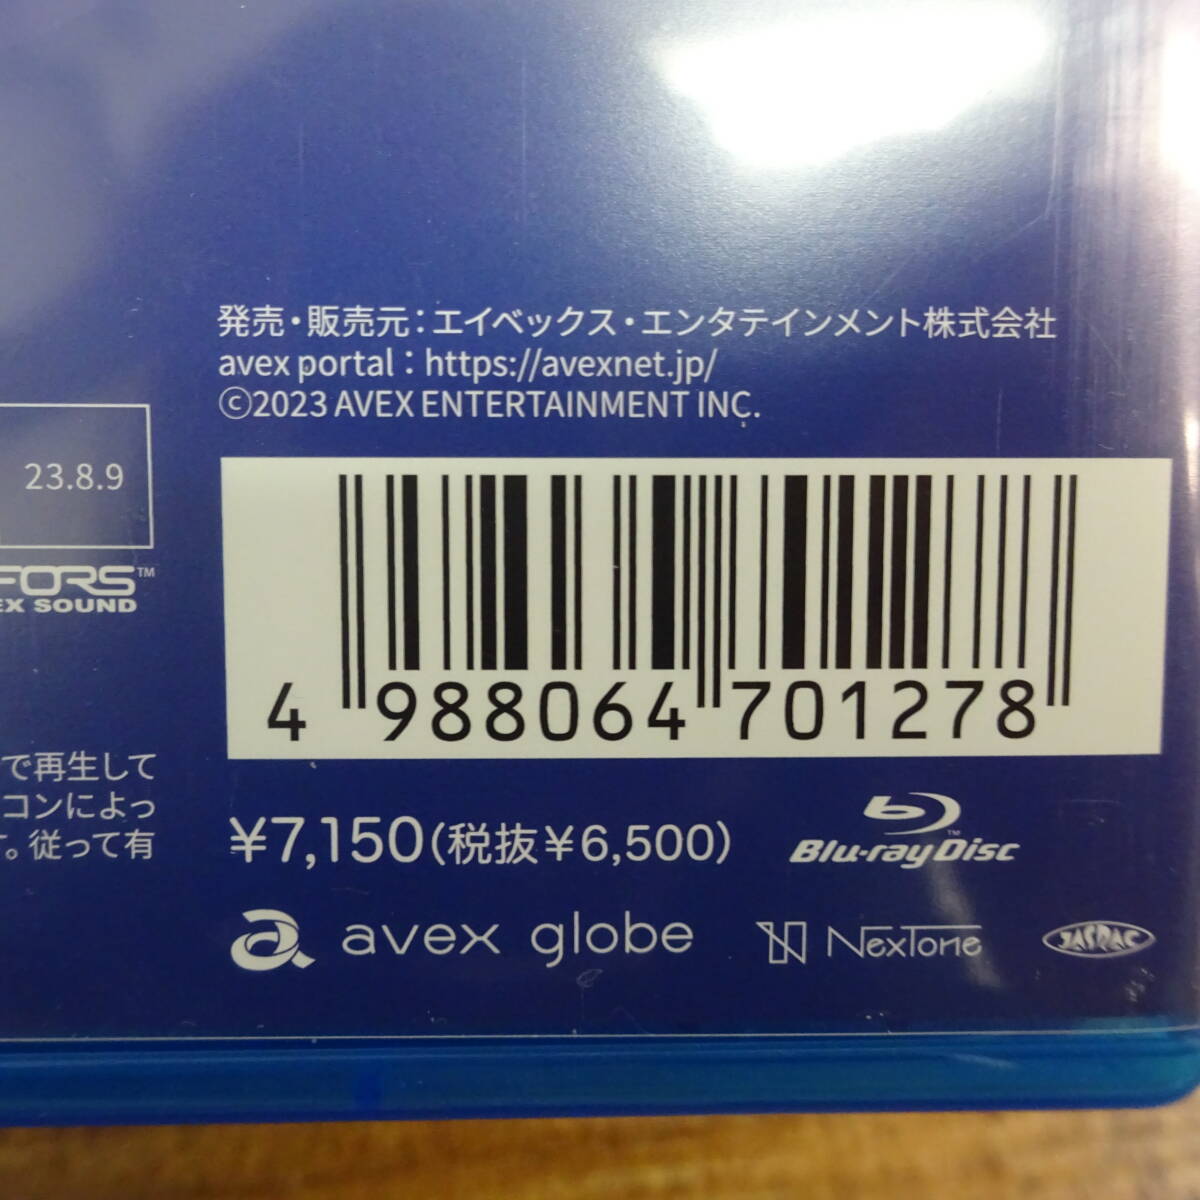 発売・販売元：エイベックス・エンタテインメント株式会社
avex portal：https://avexnet.jp/
©2023 AVEX ENTERTAINMENT INC.
23.8.9
FORS™
EX SOUND
4 988064 701278
で再生して
コンによっ
。従って有
¥7,150(税抜¥6,500)
Blu-ray Disc™
avex globe
NexTone
JASRAC